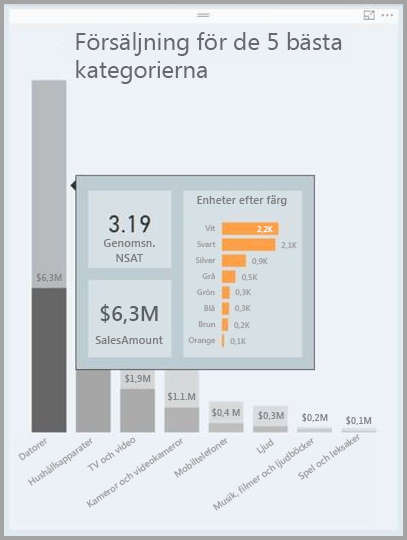 Försäljning för de 5 bästa
kategorierna
3.19
Genomsn.
NSAT
$6,3M
SalesAmount
Enheter efter färg
Vit 2,2K
Svart 2,1K
Silver 0,9K
Grå 0,5K
Grön 0,3K
Blå 0,3K
Brun 0,2K
Orange 0,1K
$6,3M
$1,9M
$1.1.M
$0,4 M
$0,3M
$0,2M
$0,1M
Datorer
Hushållsapparater
TV och video
Kameror och videokameror
Mobiltelefoner
Ljud
Musik, filmer och ljudböcker
Spel och leksaker